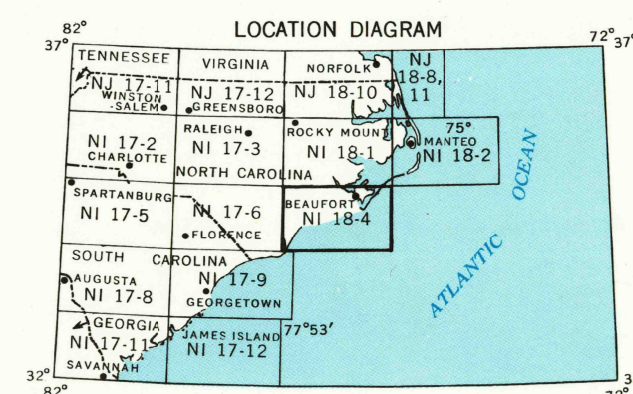 LOCATION DIAGRAM
82°
37°
72°
37°
TENNESSEE
VIRGINIA
NORFOLK
NJ
18-8,
11
NJ 17-11
NJ 17-12
NJ 18-10
WINSTON
-SALEM
GREENSBORO
RALEIGH
ROCKY MOUNT
75°
MANTEO
NI 17-2
NI 17-3
NI 18-1
NI 18-2
CHARLOTTE
NORTH CAROLINA
SPARTANBURG
NI 17-5
NI 17-6
BEAUFORT
NI 18-4
FLORENCE
SOUTH CAROLINA
AUGUSTA
NI 17-8
NI 17-9
GEORGETOWN
ATLANTIC OCEAN
GEORGIA
NI 17-11
JAMES ISLAND
NI 17-12
77°53'
SAVANNAH
32°
82°